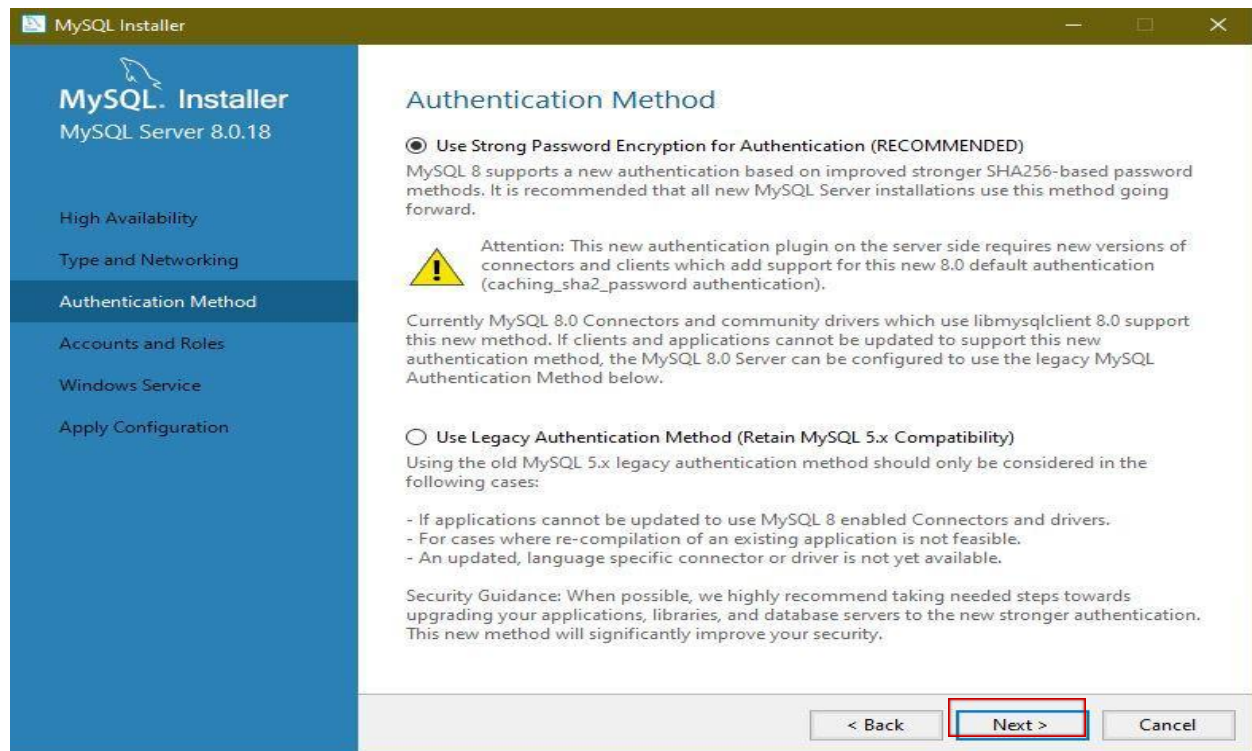 MySQL Installer
MySQL. Installer
MySQL Server 8.0.18
High Availability
Type and Networking
Authentication Method
Accounts and Roles
Windows Service
Apply Configuration
Authentication Method
Use Strong Password Encryption for Authentication (RECOMMENDED)
MySQL 8 supports a new authentication based on improved stronger SHA256-based password
methods. It is recommended that all new MySQL Server installations use this method going
forward.
Attention: This new authentication plugin on the server side requires new versions of
connectors and clients which add support for this new 8.0 default authentication
(caching_sha2_password authentication).
Currently MySQL 8.0 Connectors and community drivers which use libmysqlclient 8.0 support
this new method. If clients and applications cannot be updated to support this new
authentication method, the MySQL 8.0 Server can be configured to use the legacy MySQL
Authentication Method below.
Use Legacy Authentication Method (Retain MySQL 5.x Compatibility)
Using the old MySQL 5.x legacy authentication method should only be considered in the
following cases:
- If applications cannot be updated to use MySQL 8 enabled Connectors and drivers.
- For cases where re-compilation of an existing application is not feasible.
- An updated, language specific connector or driver is not yet available.
Security Guidance: When possible, we highly recommend taking needed steps towards
upgrading your applications, libraries, and database servers to the new stronger authentication.
This new method will significantly improve your security.
< Back
Next >
Cancel